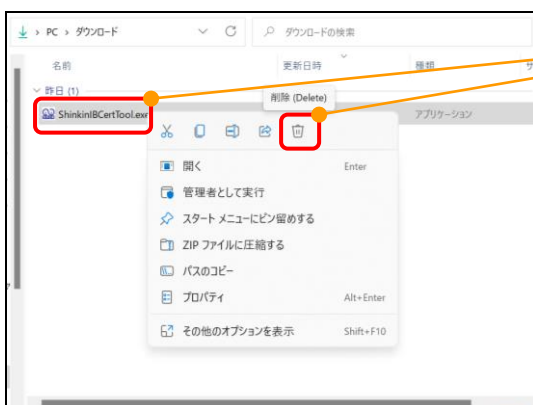 PC › ダウンロード
ダウンロードの検索
名前
更新日時
種類
昨日 (1)
削除 (Delete)
ShinkinIBCertTool.exe
アプリケーション
開く Enter
管理者として実行
スタート メニューにピン留めする
ZIP ファイルに圧縮する
パスのコピー
プロパティ Alt+Enter
その他のオプションを表示 Shift+F10